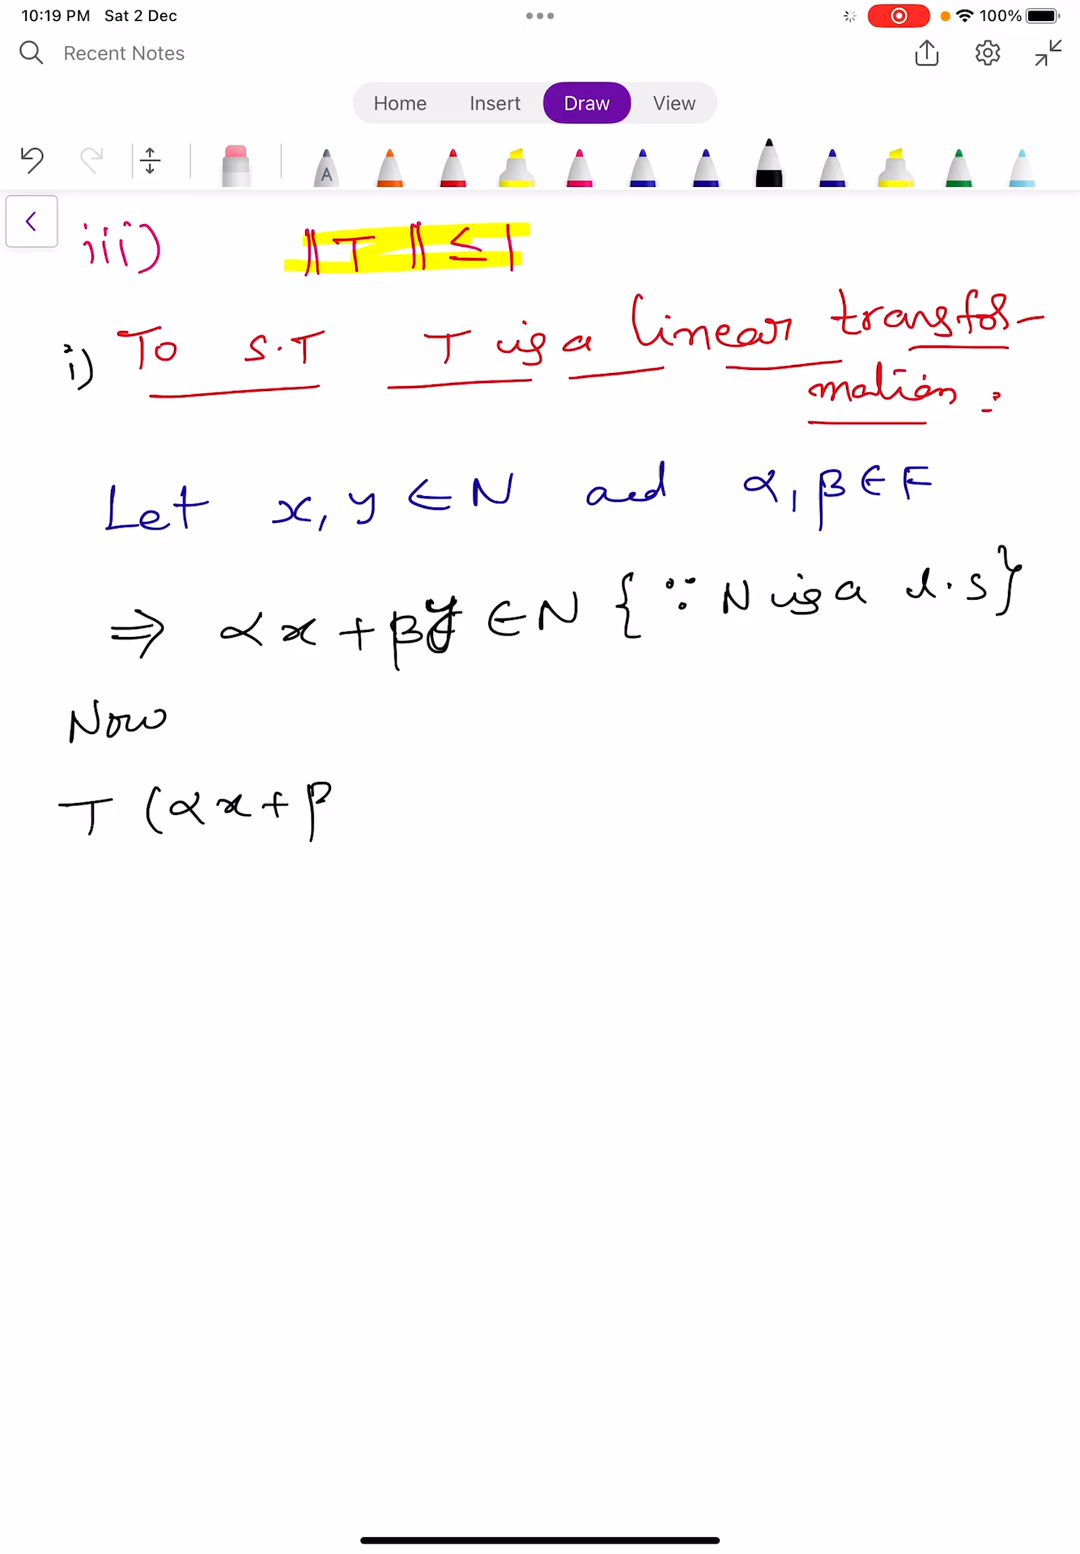 10:19 PM Sat 2 Dec 100%
Recent Notes
Home Insert Draw View
A
iii) ||T|| ≤ 1
i) To S.T T is a linear transfor-
mation :
Let x, y ∈ N and α, β ∈ F
⇒ αx + βy ∈ N { ∵ N is a l.s}
Now
T (αx + β